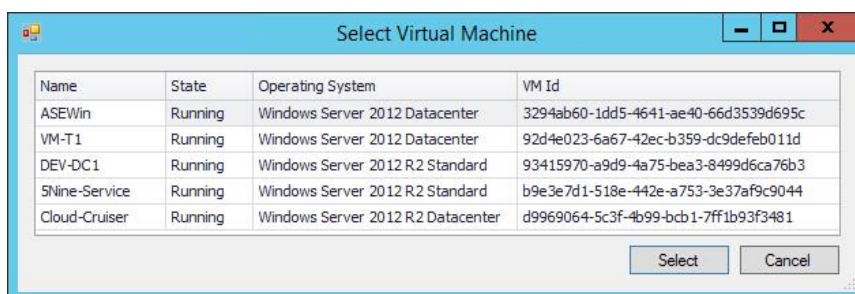 Select Virtual Machine
Name State Operating System VM Id
ASEWin Running Windows Server 2012 Datacenter 3294ab60-1dd5-4641-ae40-66d3539d695c
VM-T1 Running Windows Server 2012 Datacenter 92d4e023-6a67-42ec-b359-dc9defeb011d
DEV-DC1 Running Windows Server 2012 R2 Standard 93415970-a9d9-4a75-bea3-8499d6ca76b3
5Nine-Service Running Windows Server 2012 R2 Standard b9e3e7d1-518e-442e-a753-3e37af9c9044
Cloud-Cruiser Running Windows Server 2012 R2 Datacenter d9969064-5c3f-4b99-bcb1-7ff1b93f3481
Select Cancel